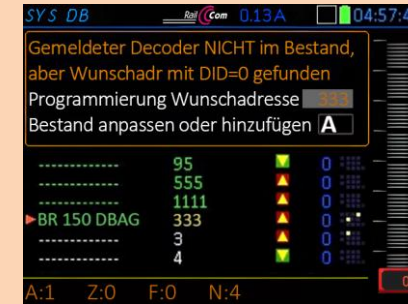 SYS DB RailCom 0.13A 04:57:4
Gemeldeter Decoder NICHT im Bestand,
aber Wunschadr mit DID=0 gefunden
Programmierung Wunschadresse 333
Bestand anpassen oder hinzufügen A
------------- 95 0
------------- 555 0
------------- 1111 0
BR 150 DBAG 333 0
------------- 3 0
------------- 4 0
A:1 Z:0 F:0 N:4 0